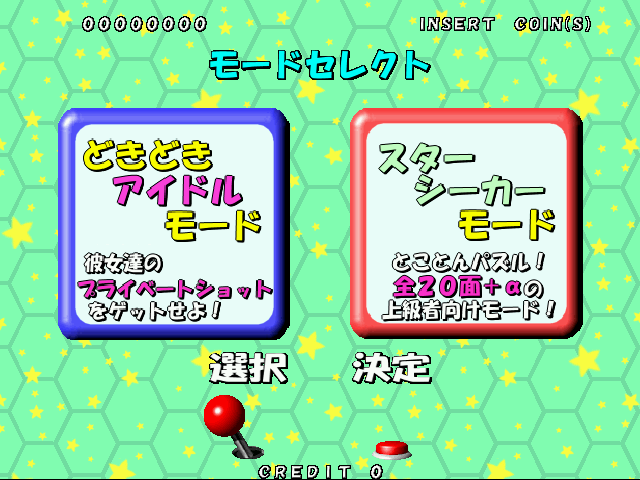 00000000 INSERT COIN(S)
モードセレクト
どきどき
アイドル
モード
彼女達の
プライベートショット
をゲットせよ！
スター
シーカー
モード
とことんパズル！
全20面+αの
上級者向けモード！
選択 決定
CREDIT 0